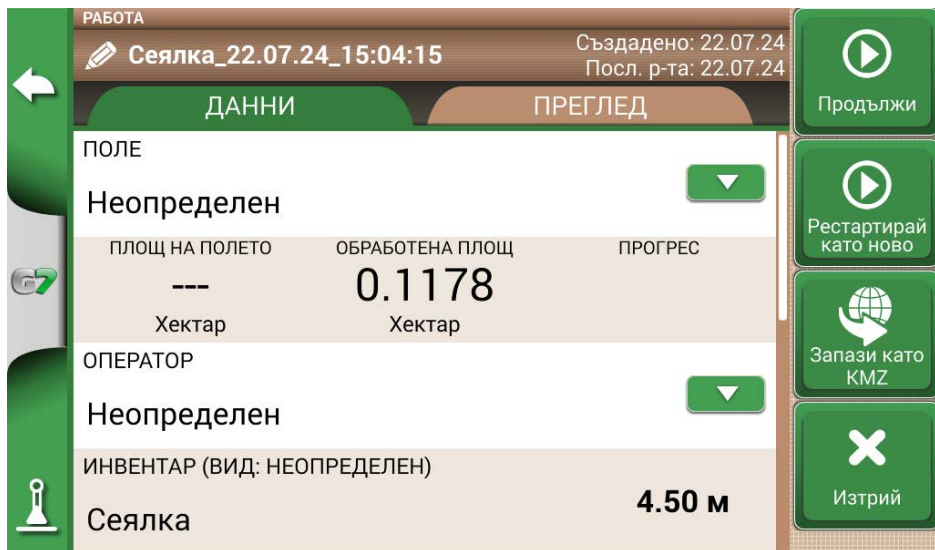 РАБОТА
Сеялка_22.07.24_15:04:15
Създадено: 22.07.24
Посл. р-та: 22.07.24
ДАННИ
ПРЕГЛЕД
ПОЛЕ
Неопределен
ПЛОЩ НА ПОЛЕТО
ОБРАБОТЕНА ПЛОЩ
ПРОГРЕС
---
0.1178
Хектар
Хектар
ОПЕРАТОР
Неопределен
ИНВЕНТАР (ВИД: НЕОПРЕДЕЛЕН)
Сеялка
4.50 м
G7
Продължи
Рестартирай
като ново
Запази като
KMZ
Изтрий